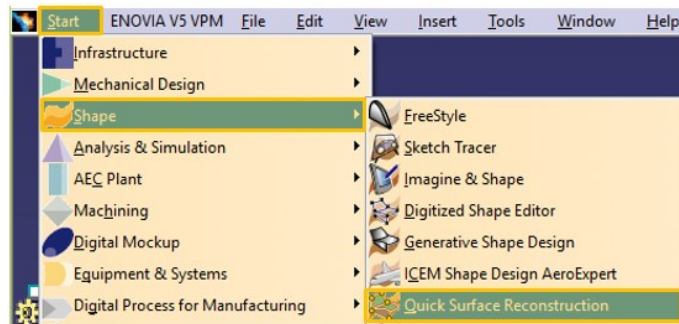 Start ENOVIA V5 VPM File Edit View Insert Tools Window Help
Infrastructure
Mechanical Design
Shape
Analysis & Simulation
AEC Plant
Machining
Digital Mockup
Equipment & Systems
Digital Process for Manufacturing
FreeStyle
Sketch Tracer
Imagine & Shape
Digitized Shape Editor
Generative Shape Design
ICEM Shape Design AeroExpert
Quick Surface Reconstruction